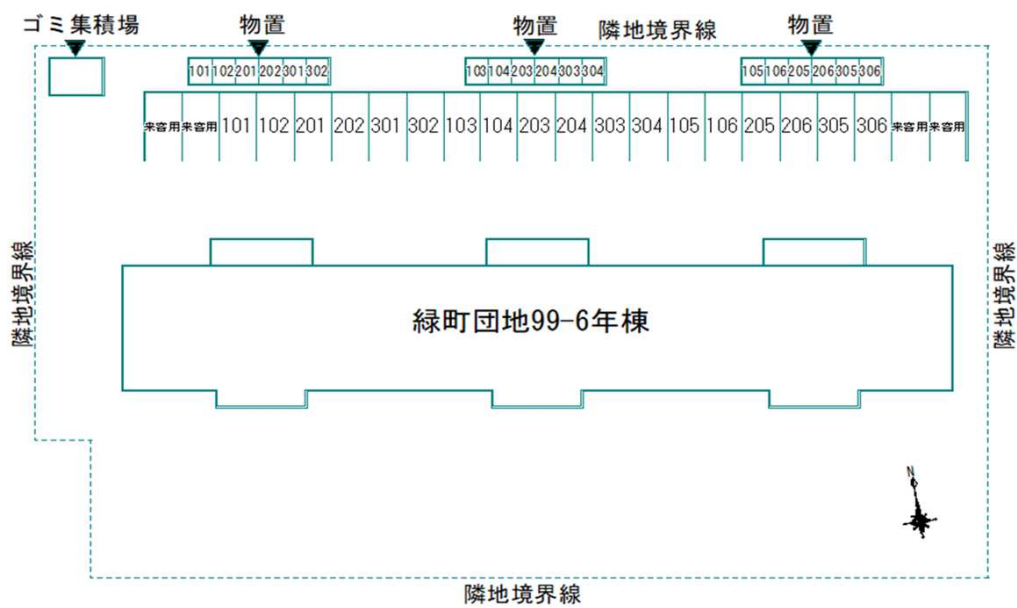 ゴミ集積場 物置 物置 隣地境界線 物置
101 102 201 202 301 302 103 104 203 204 303 304 105 106 205 206 305 306
来客用 来客用 101 102 201 202 301 302 103 104 203 204 303 304 105 106 205 206 305 306 来客用 来客用
隣地境界線
隣地境界線
緑町団地99-6年棟
N
隣地境界線